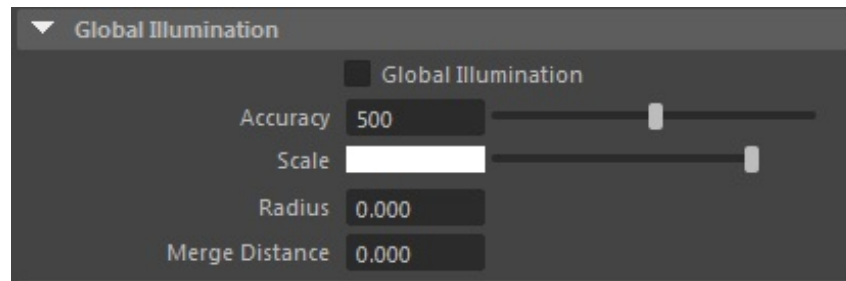 Global Illumination
Global Illumination
Accuracy 500
Scale
Radius 0.000
Merge Distance 0.000